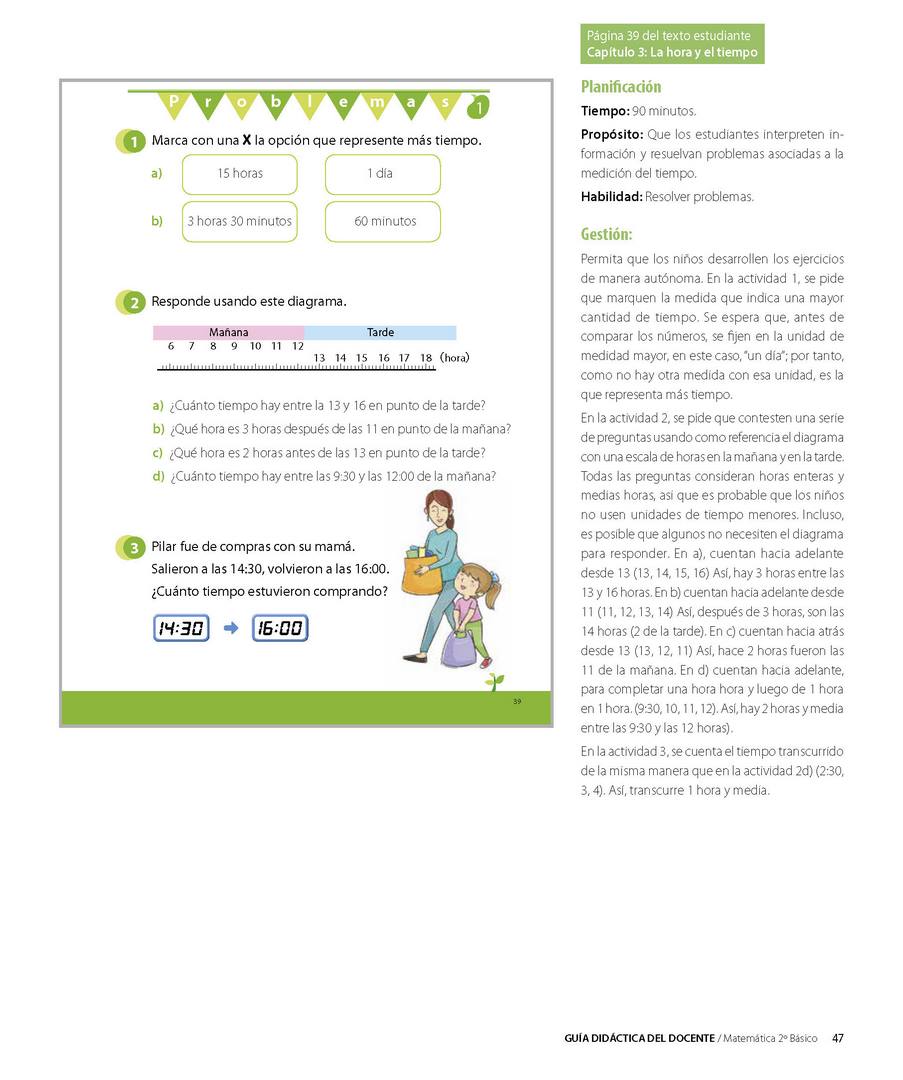 Página 39 del texto estudiante
Capítulo 3: La hora y el tiempo
Problemas 1
1 Marca con una X la opción que represente más tiempo.
a) 15 horas 1 día
b) 3 horas 30 minutos 60 minutos
2 Responde usando este diagrama.
Mañana Tarde
6 7 8 9 10 11 12
13 14 15 16 17 18 (hora)
a) ¿Cuánto tiempo hay entre la 13 y 16 en punto de la tarde?
b) ¿Qué hora es 3 horas después de las 11 en punto de la mañana?
c) ¿Qué hora es 2 horas antes de las 13 en punto de la tarde?
d) ¿Cuánto tiempo hay entre las 9:30 y las 12:00 de la mañana?
3 Pilar fue de compras con su mamá.
Salieron a las 14:30, volvieron a las 16:00.
¿Cuánto tiempo estuvieron comprando?
14:30 16:00
39
Planificación
Tiempo: 90 minutos.
Propósito: Que los estudiantes interpreten in-
formación y resuelvan problemas asociadas a la
medición del tiempo.
Habilidad: Resolver problemas.
Gestión:
Permita que los niños desarrollen los ejercicios
de manera autónoma. En la actividad 1, se pide
que marquen la medida que indica una mayor
cantidad de tiempo. Se espera que, antes de
comparar los números, se fijen en la unidad de
medidad mayor, en este caso, "un día"; por tanto,
como no hay otra medida con esa unidad, es la
que representa más tiempo.
En la actividad 2, se pide que contesten una serie
de preguntas usando como referencia el diagrama
con una escala de horas en la mañana y en la tarde.
Todas las preguntas consideran horas enteras y
medias horas, asi que es probable que los niños
no usen unidades de tiempo menores. Incluso,
es posible que algunos no necesiten el diagrama
para responder. En a), cuentan hacia adelante
desde 13 (13, 14, 15, 16) Así, hay 3 horas entre las
13 y 16 horas. En b) cuentan hacia adelante desde
11 (11, 12, 13, 14) Así, después de 3 horas, son las
14 horas (2 de la tarde). En c) cuentan hacia atrás
desde 13 (13, 12, 11) Así, hace 2 horas fueron las
11 de la mañana. En d) cuentan hacia adelante,
para completar una hora hora y luego de 1 hora
en 1 hora. (9:30, 10, 11, 12). Así, hay 2 horas y media
entre las 9:30 y las 12 horas).
En la actividad 3, se cuenta el tiempo transcurrido
de la misma manera que en la actividad 2d) (2:30,
3, 4). Así, transcurre 1 hora y media.
GUÍA DIDÁCTICA DEL DOCENTE / Matemática 2º Básico 47